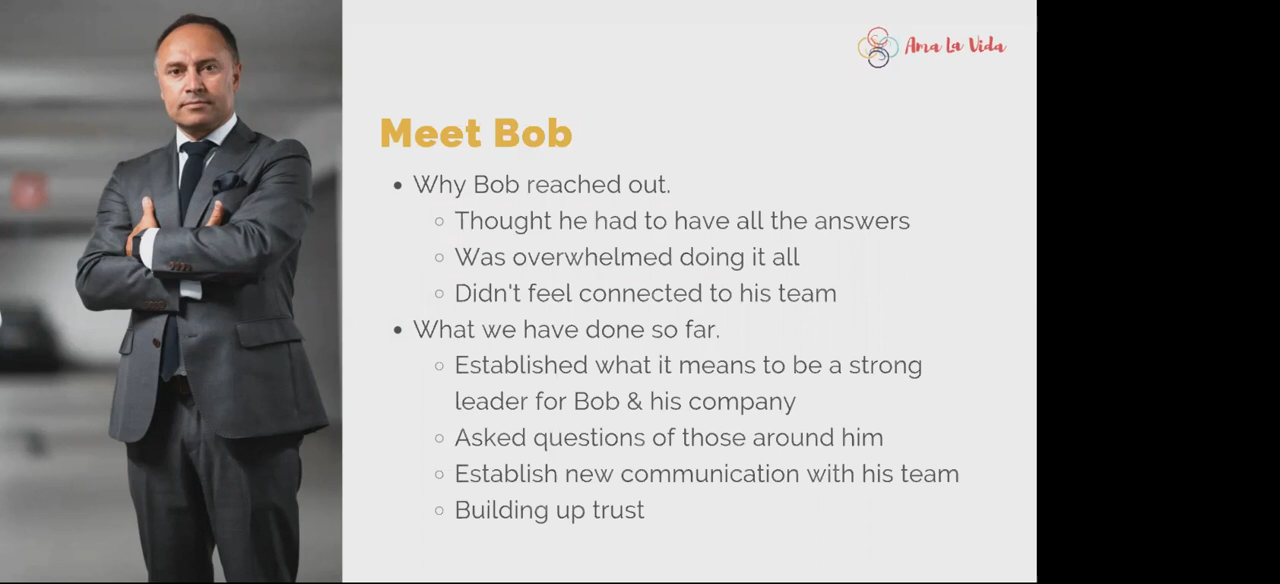 Ama La Vida
Meet Bob
• Why Bob reached out.
◦ Thought he had to have all the answers
◦ Was overwhelmed doing it all
◦ Didn't feel connected to his team
• What we have done so far.
◦ Established what it means to be a strong
leader for Bob & his company
◦ Asked questions of those around him
◦ Establish new communication with his team
◦ Building up trust